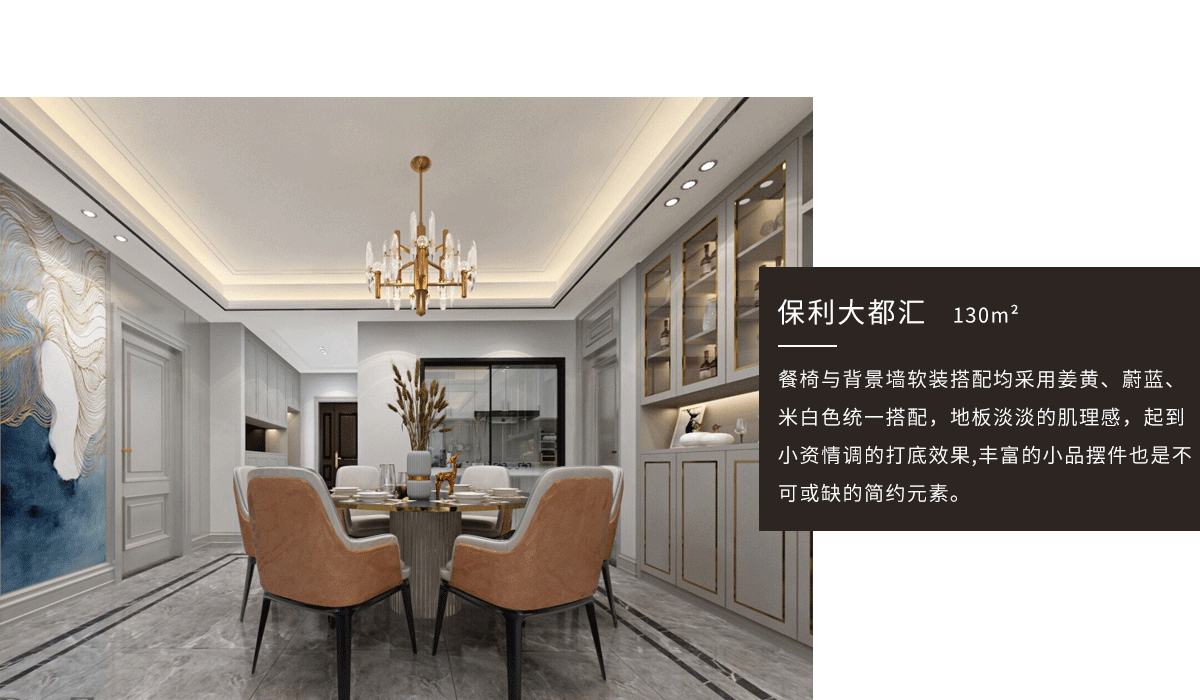 保利大都汇 130m²
餐椅与背景墙软装搭配均采用姜黄、蔚蓝、
米白色统一搭配，地板淡淡的肌理感，起到
小资情调的打底效果,丰富的小品摆件也是不
可或缺的简约元素。